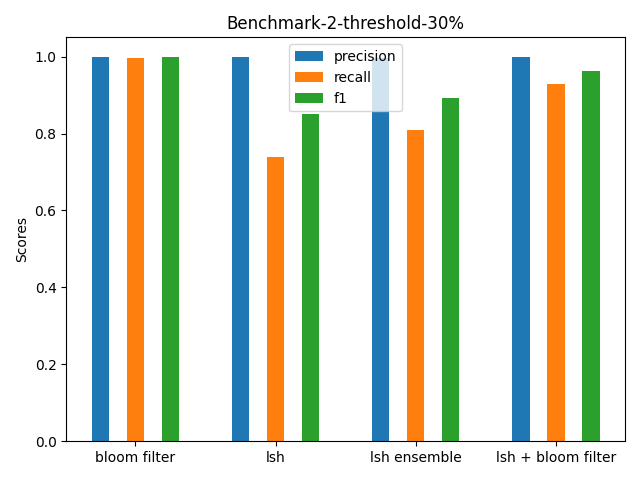 Benchmark-2-threshold-30%
precision
recall
f1
Scores
1.0
0.8
0.6
0.4
0.2
0.0
bloom filter
lsh
lsh ensemble
lsh + bloom filter